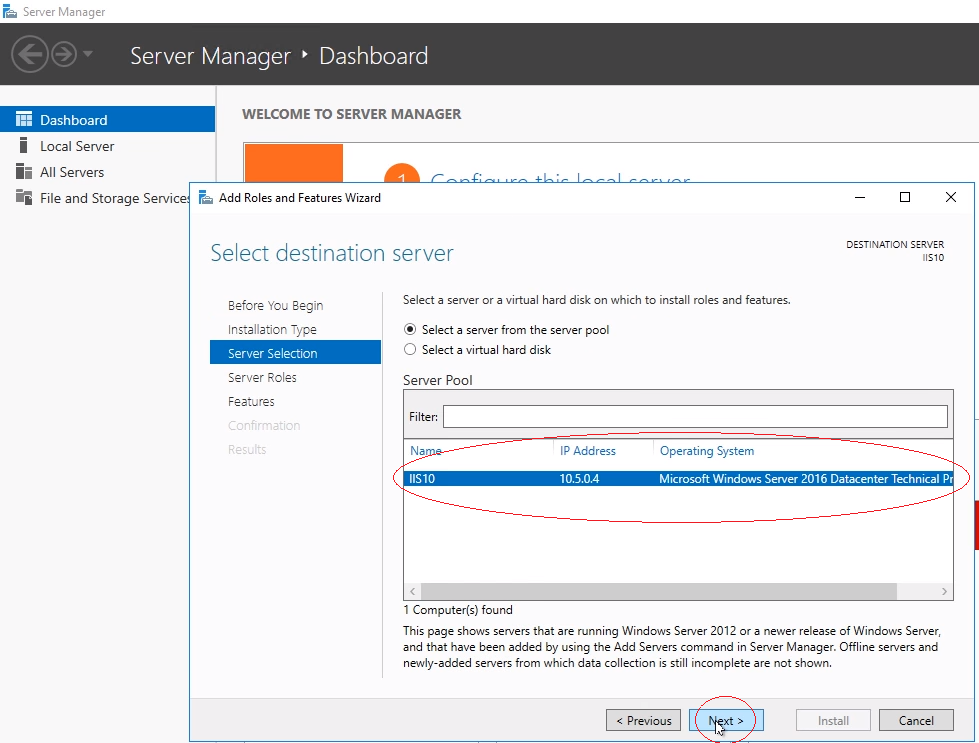 Server Manager
Server Manager ‣ Dashboard
Dashboard
Local Server
All Servers
File and Storage Services
WELCOME TO SERVER MANAGER
1 Configure this local server
Add Roles and Features Wizard
Select destination server
DESTINATION SERVER
IIS10
Before You Begin
Installation Type
Server Selection
Server Roles
Features
Confirmation
Results
Select a server or a virtual hard disk on which to install roles and features.
Select a server from the server pool
Select a virtual hard disk
Server Pool
Filter:
Name IP Address Operating System
IIS10 10.5.0.4 Microsoft Windows Server 2016 Datacenter Technical Pr
1 Computer(s) found
This page shows servers that are running Windows Server 2012 or a newer release of Windows Server,
and that have been added by using the Add Servers command in Server Manager. Offline servers and
newly-added servers from which data collection is still incomplete are not shown.
< Previous Next > Install Cancel